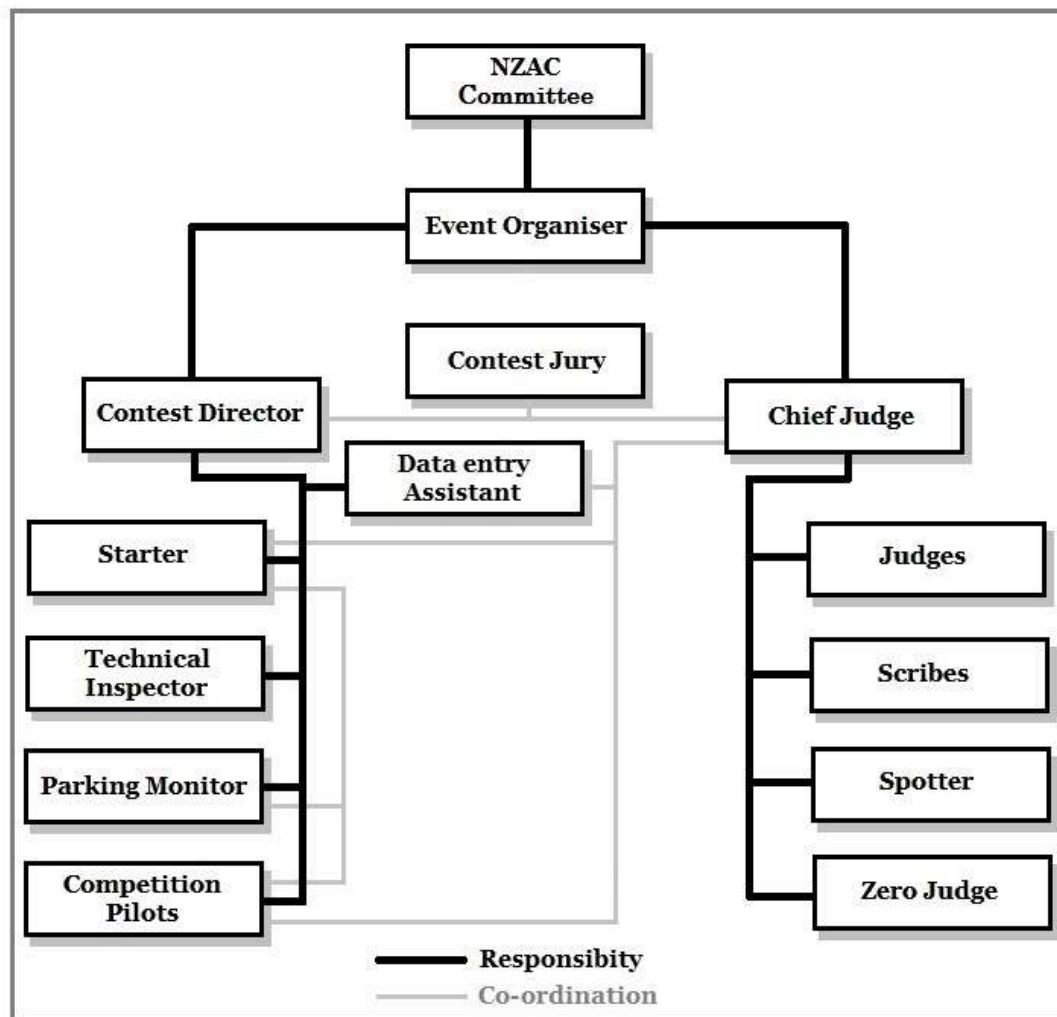 NZAC
Committee
Event Organiser
Contest Jury
Contest Director
Chief Judge
Data entry
Assistant
Starter
Judges
Technical
Inspector
Scribes
Parking Monitor
Spotter
Competition
Pilots
Zero Judge
Responsibity
Co-ordination